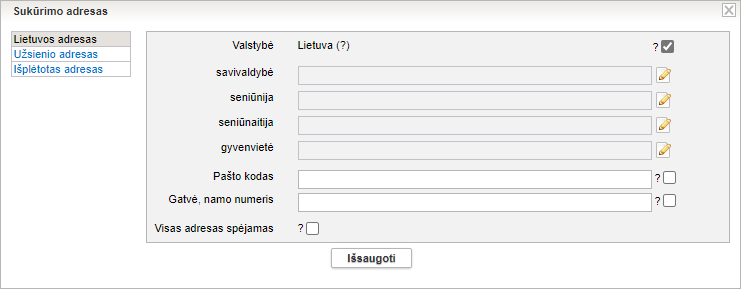 Sukūrimo adresas
Lietuvos adresas
Užsienio adresas
Išplėtotas adresas
Valstybė Lietuva (?) ?
savivaldybė
seniūnija
seniūnaitija
gyvenvietė
Pašto kodas ?
Gatvė, namo numeris ?
Visas adresas spėjamas ?
Išsaugoti